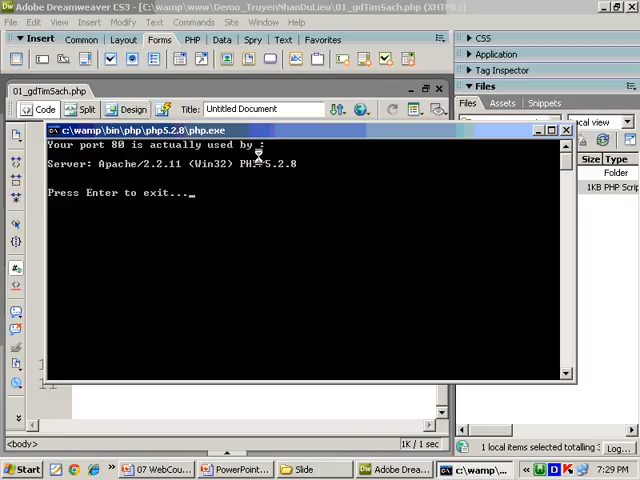 Adobe Dreamweaver CS3 - [C:\wamp\www\Demo_TruyenNhanDuLieu\01_gdTimSach.php (XHTML)]
File Edit View Insert Modify Text Commands Site Window Help
Insert Common Layout Forms PHP Data Spry Text Favorites
CSS
Application
Tag Inspector
Files
01_gdTimSach.php
Files Assets Snippets
Code Split Design Title: Untitled Document
Local view
c:\wamp\bin\php\php5.2.8\php.exe
Your port 80 is actually used by :
Server: Apache/2.2.11 (Win32) PHP/5.2.8
Press Enter to exit..._
Size Type
Folder
1KB PHP Scrip
11
<body>
1K / 1 sec
1 local items selected totalling
Log...
Start
07 WebCou...
PowerPoint...
Slide
Adobe Drea...
c:\wamp\...
7:29 PM